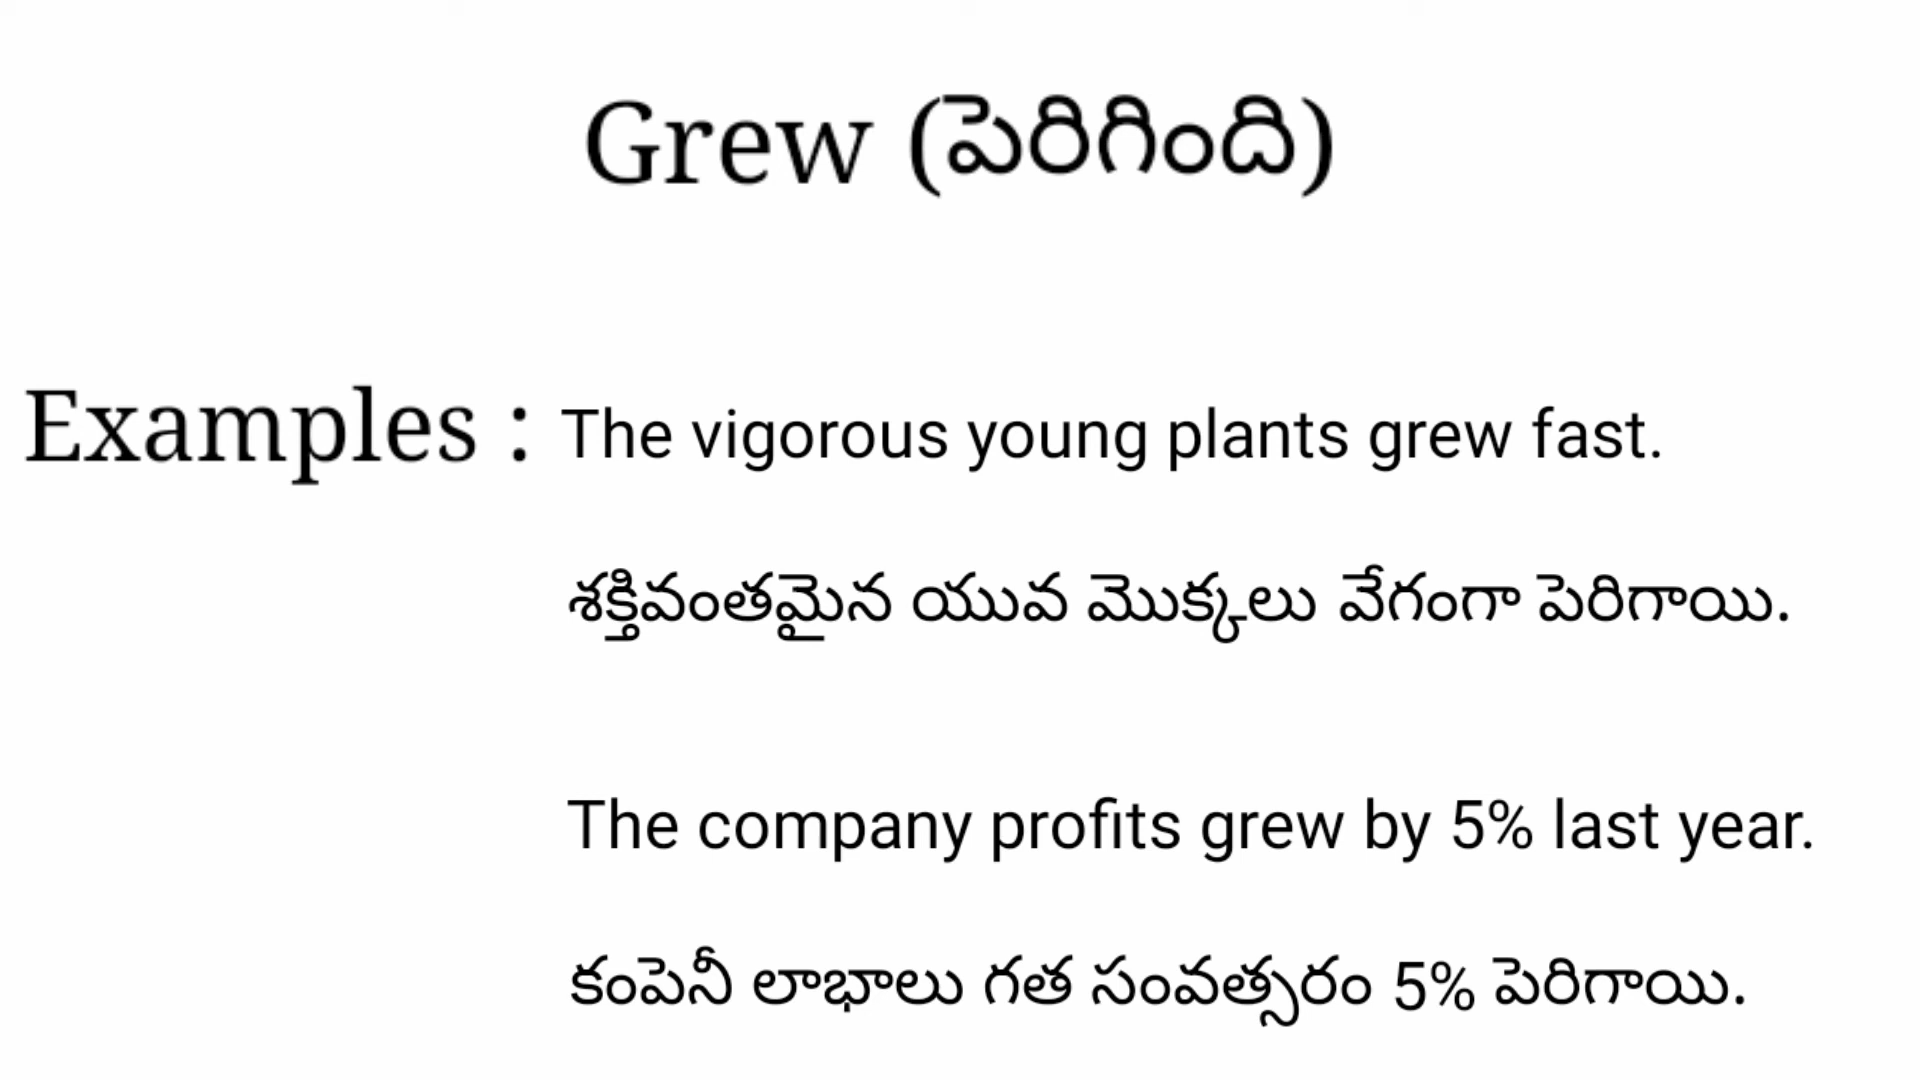 Grew (పెరిగింది)
Examples : The vigorous young plants grew fast.
శక్తివంతమైన యువ మొక్కలు వేగంగా పెరిగాయి.
The company profits grew by 5% last year.
కంపెనీ లాభాలు గత సంవత్సరం 5% పెరిగాయి.